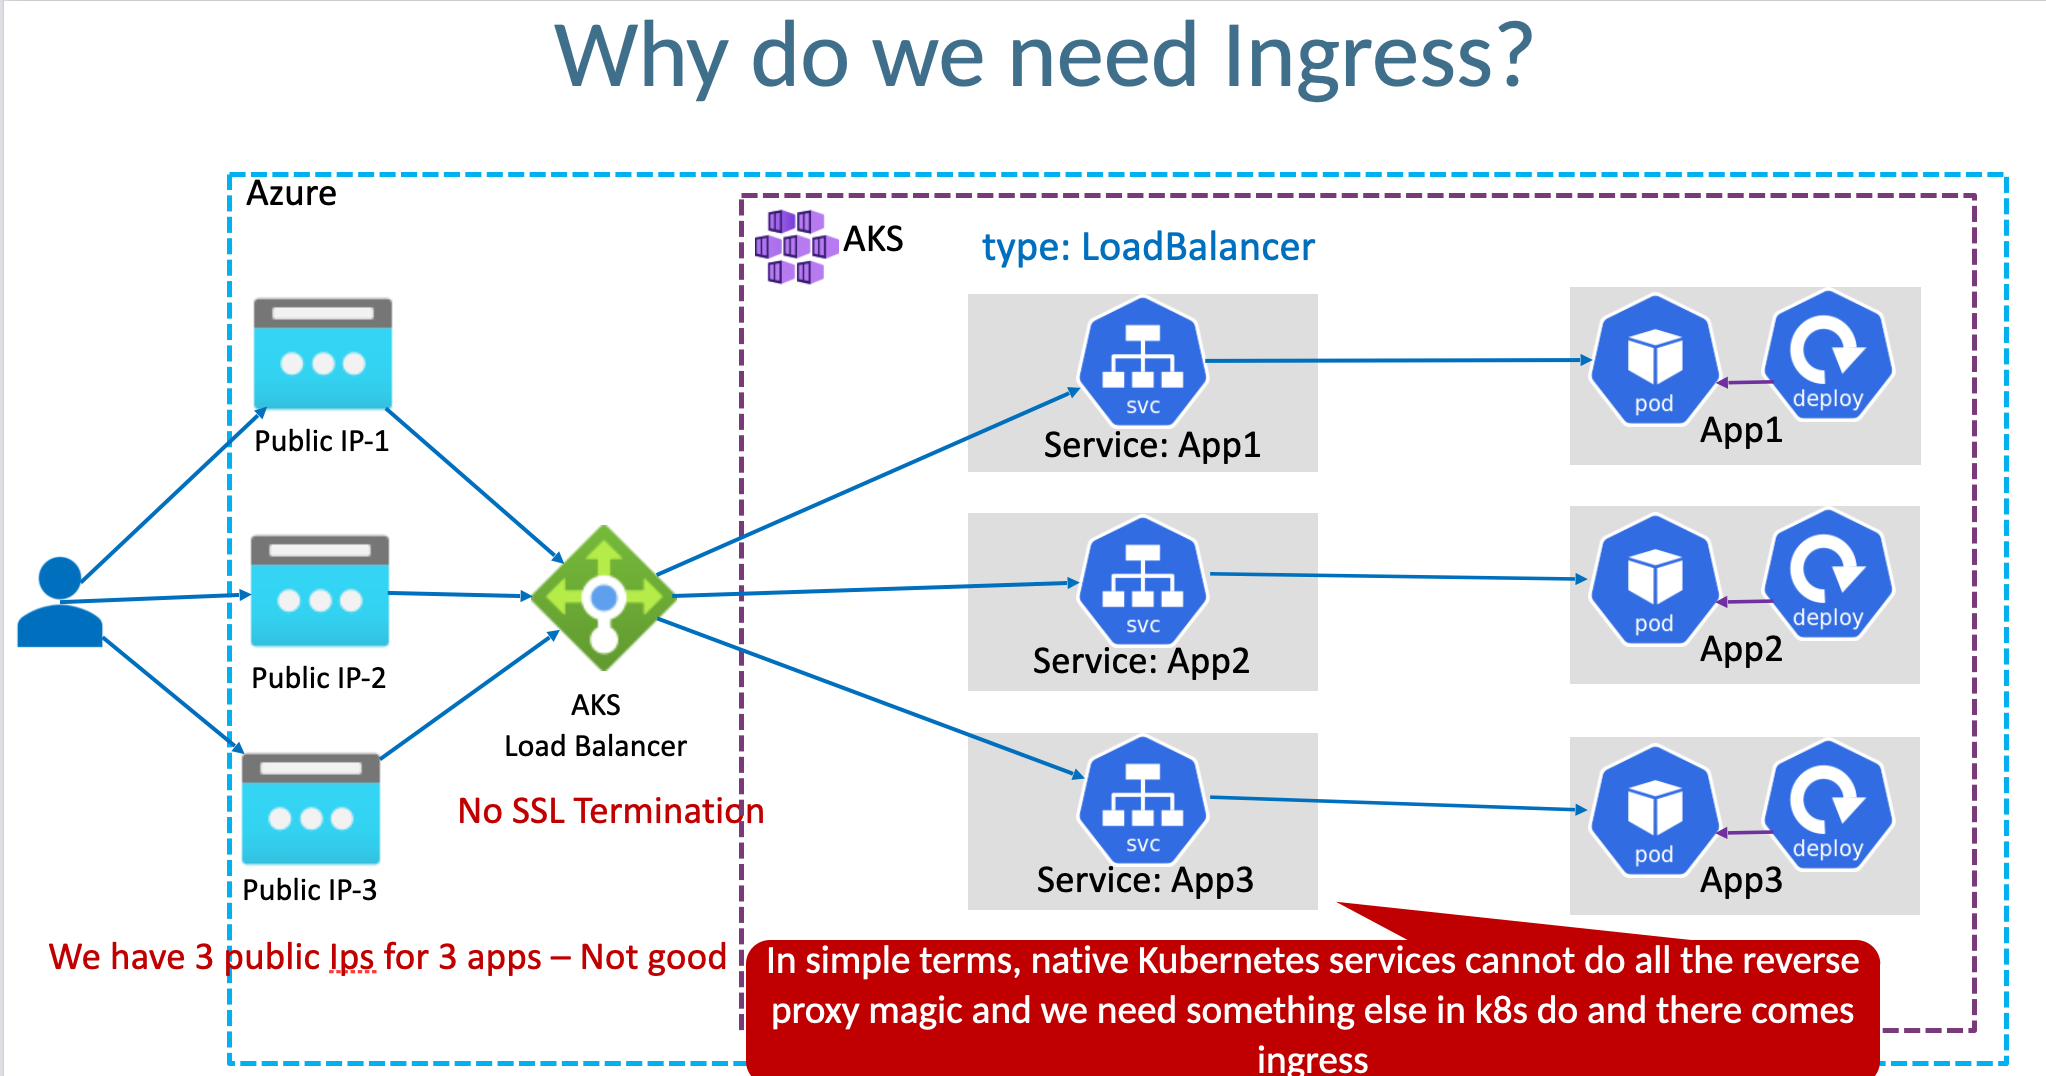 Why do we need Ingress?
Azure
AKS
type: LoadBalancer
Public IP-1
svc
Service: App1
pod
deploy
App1
Public IP-2
svc
Service: App2
pod
deploy
App2
AKS
Load Balancer
No SSL Termination
Public IP-3
svc
Service: App3
pod
deploy
App3
We have 3 public Ips for 3 apps – Not good
In simple terms, native Kubernetes services cannot do all the reverse
proxy magic and we need something else in k8s do and there comes
ingress